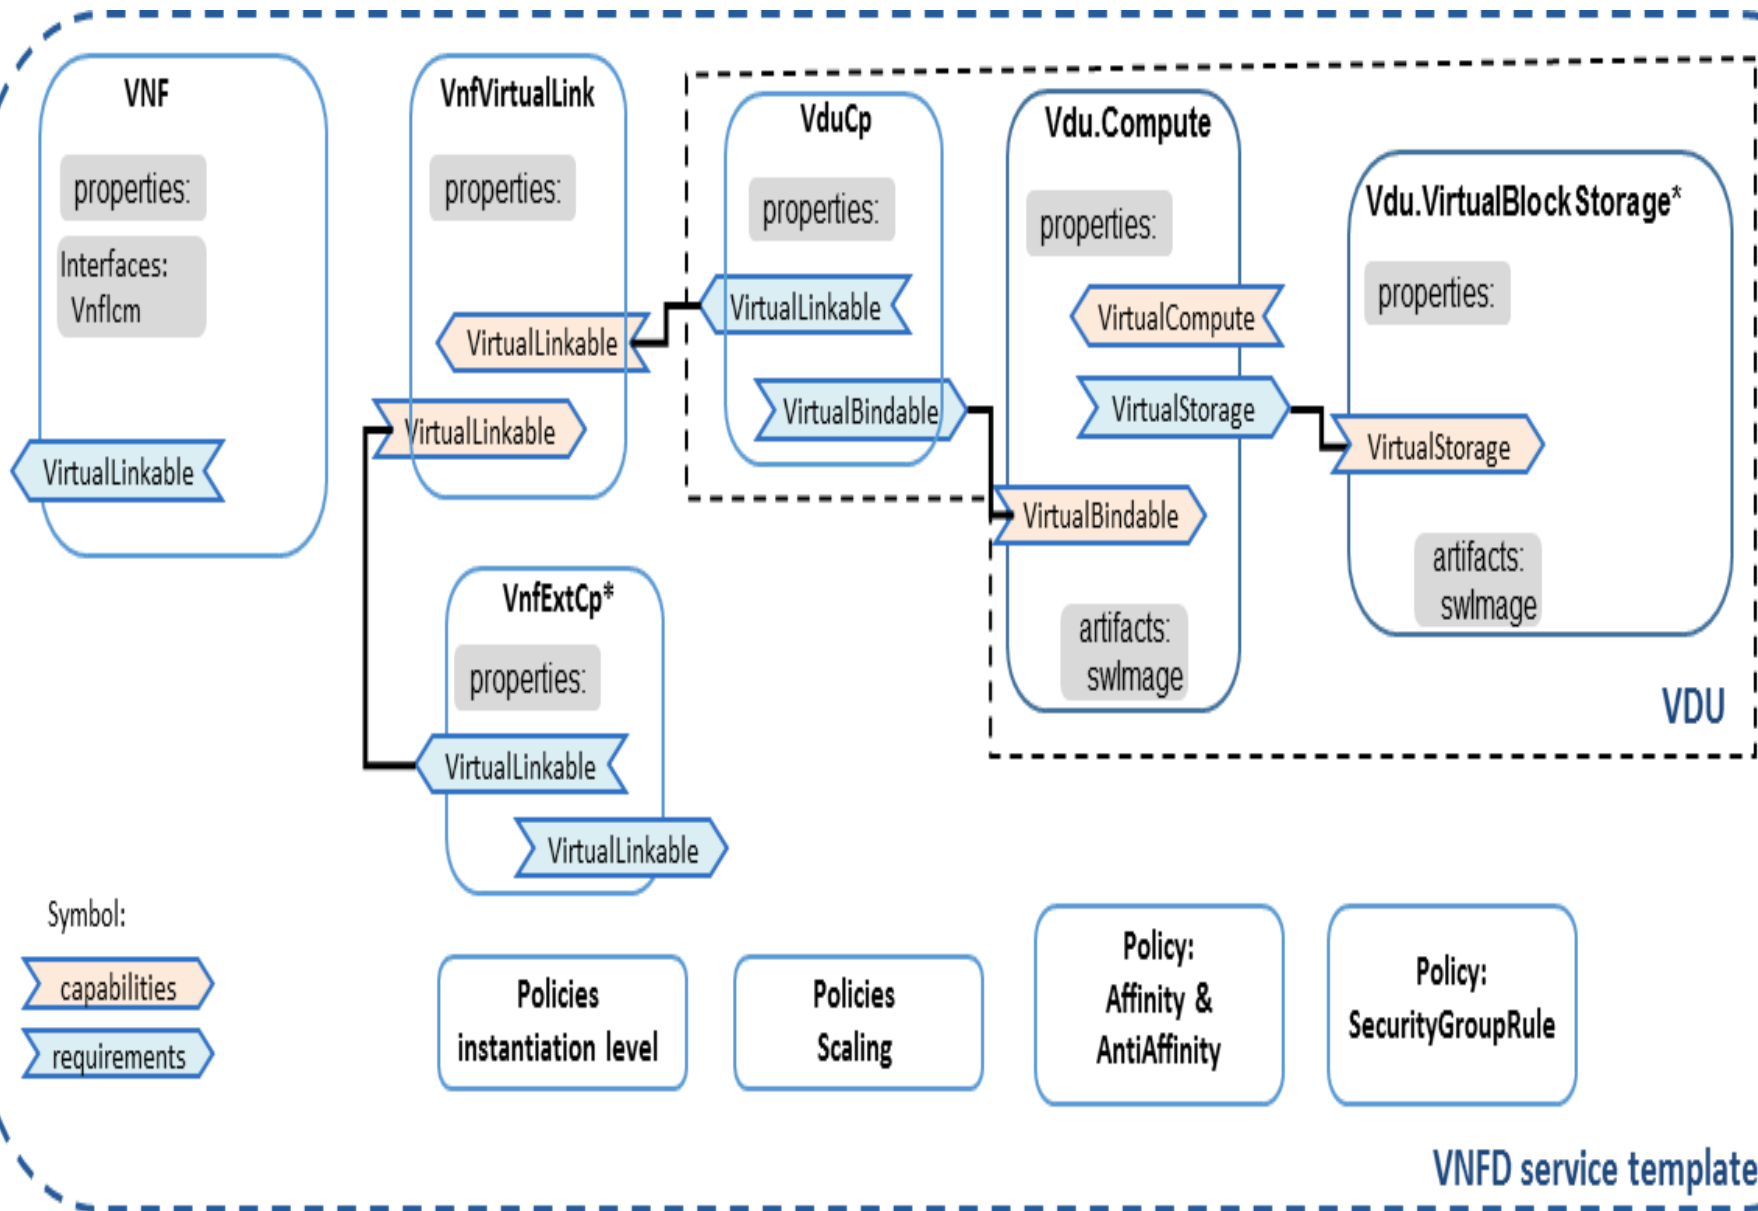 VNF
properties:
Interfaces:
Vnflcm
VirtualLinkable
VnfVirtualLink
properties:
VirtualLinkable
VirtualLinkable
VduCp
properties:
VirtualLinkable
VirtualBindable
Vdu.Compute
properties:
VirtualCompute
VirtualStorage
VirtualBindable
artifacts:
swImage
Vdu.VirtualBlockStorage*
properties:
VirtualStorage
artifacts:
swImage
VDU
VnfExtCp*
properties:
VirtualLinkable
VirtualLinkable
Symbol:
capabilities
requirements
Policies
instantiation level
Policies
Scaling
Policy:
Affinity &
AntiAffinity
Policy:
SecurityGroupRule
VNFD service template